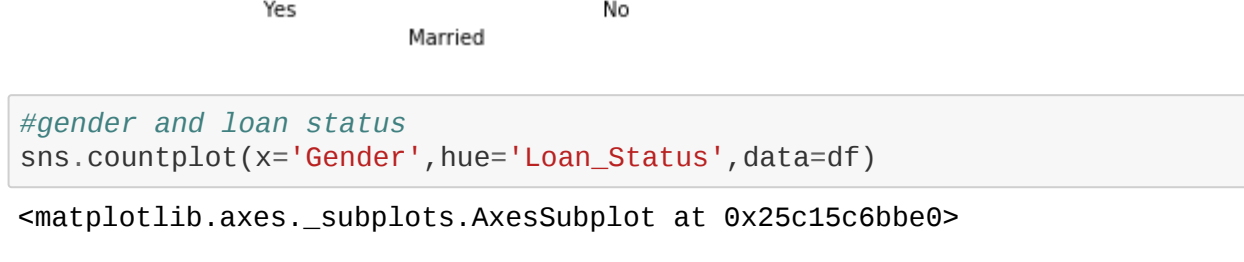 Yes No
Married
#gender and loan status
sns.countplot(x='Gender',hue='Loan_Status',data=df)
<matplotlib.axes._subplots.AxesSubplot at 0x25c15c6bbe0>